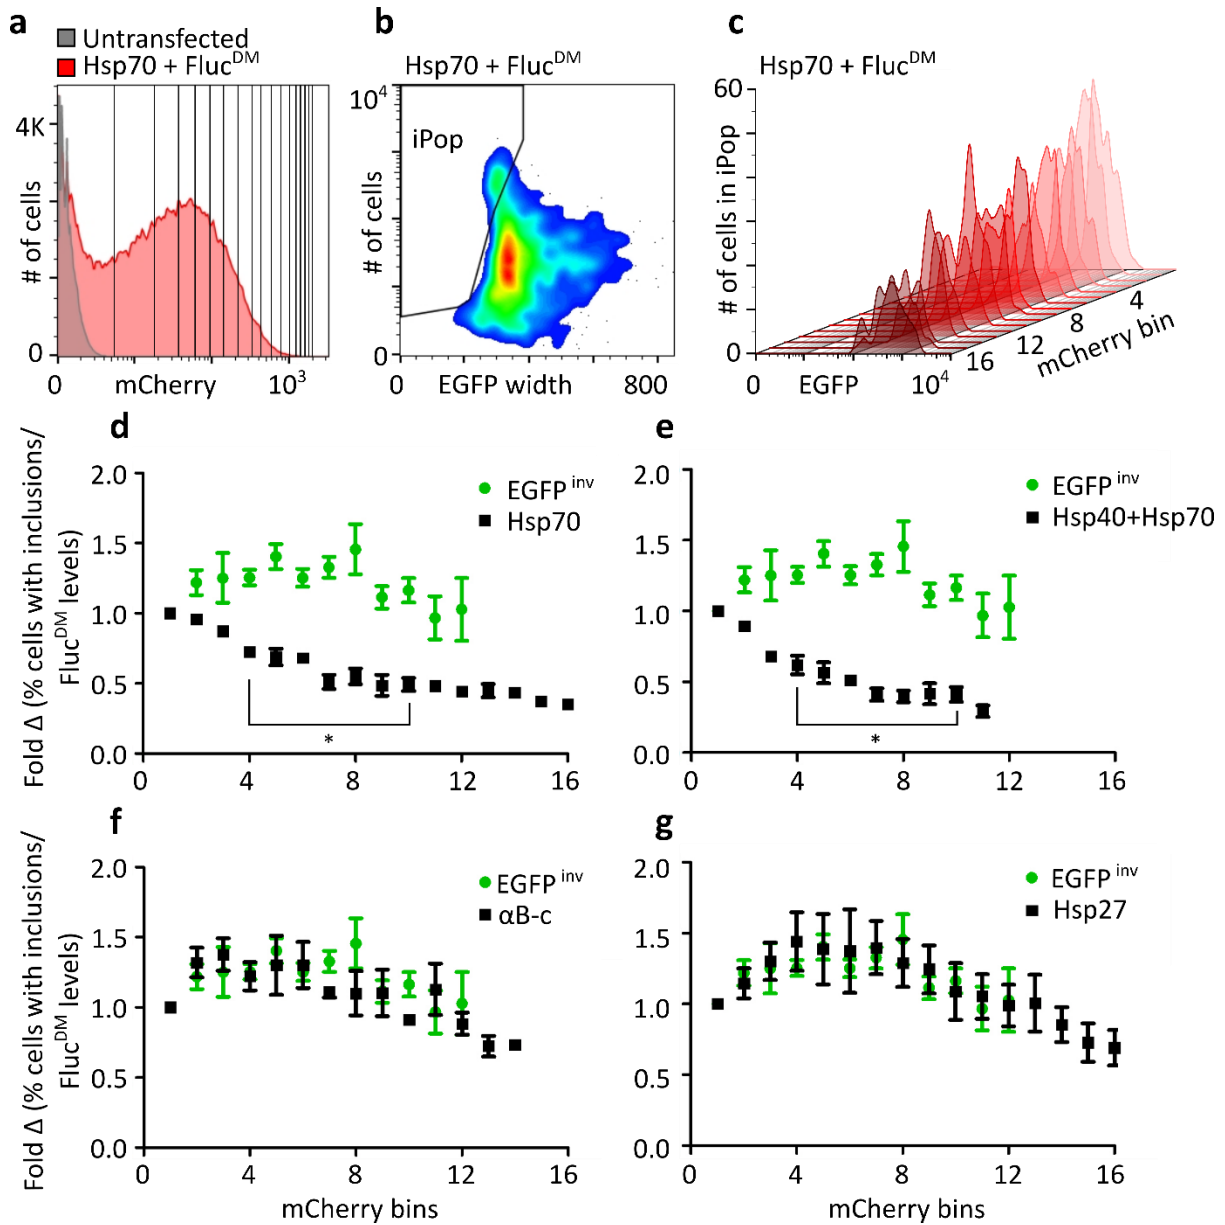 a
Untransfected
Hsp70 + Fluc^DM
4K
0
# of cells
0
mCherry
10^3
b
Hsp70 + Fluc^DM
10^4
iPop
# of cells
0
0
EGFP width
800
c
Hsp70 + Fluc^DM
60
# of cells in iPop
0
0
EGFP
10^4
16
12
8
4
mCherry bin
d
Fold Δ (% cells with inclusions/
Fluc^DM levels)
2.0
1.5
1.0
0.5
0.0
EGFP^inv
Hsp70
*
0 4 8 12 16
e
2.0
1.5
1.0
0.5
0.0
EGFP^inv
Hsp40+Hsp70
*
0 4 8 12 16
f
Fold Δ (% cells with inclusions/
Fluc^DM levels)
2.0
1.5
1.0
0.5
0.0
EGFP^inv
αB-c
0 4 8 12 16
mCherry bins
g
2.0
1.5
1.0
0.5
0.0
EGFP^inv
Hsp27
0 4 8 12 16
mCherry bins